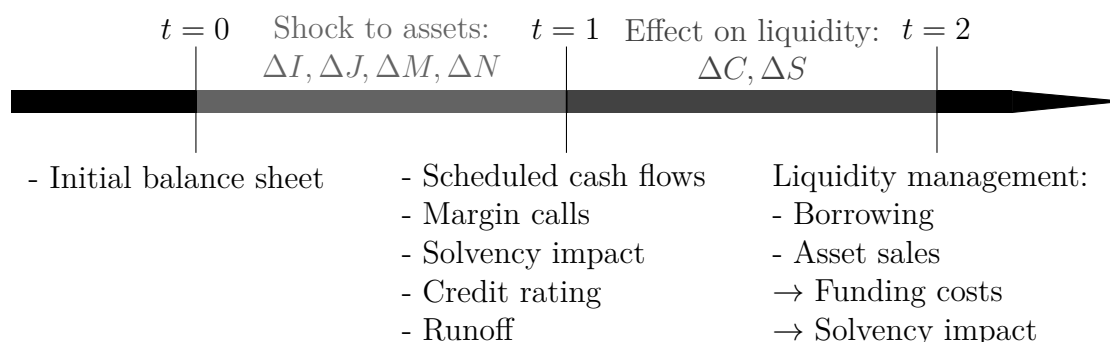 t = 0 Shock to assets: t = 1 Effect on liquidity: t = 2
ΔI, ΔJ, ΔM, ΔN ΔC, ΔS
- Initial balance sheet
- Scheduled cash flows
- Margin calls
- Solvency impact
- Credit rating
- Runoff
Liquidity management:
- Borrowing
- Asset sales
→ Funding costs
→ Solvency impact